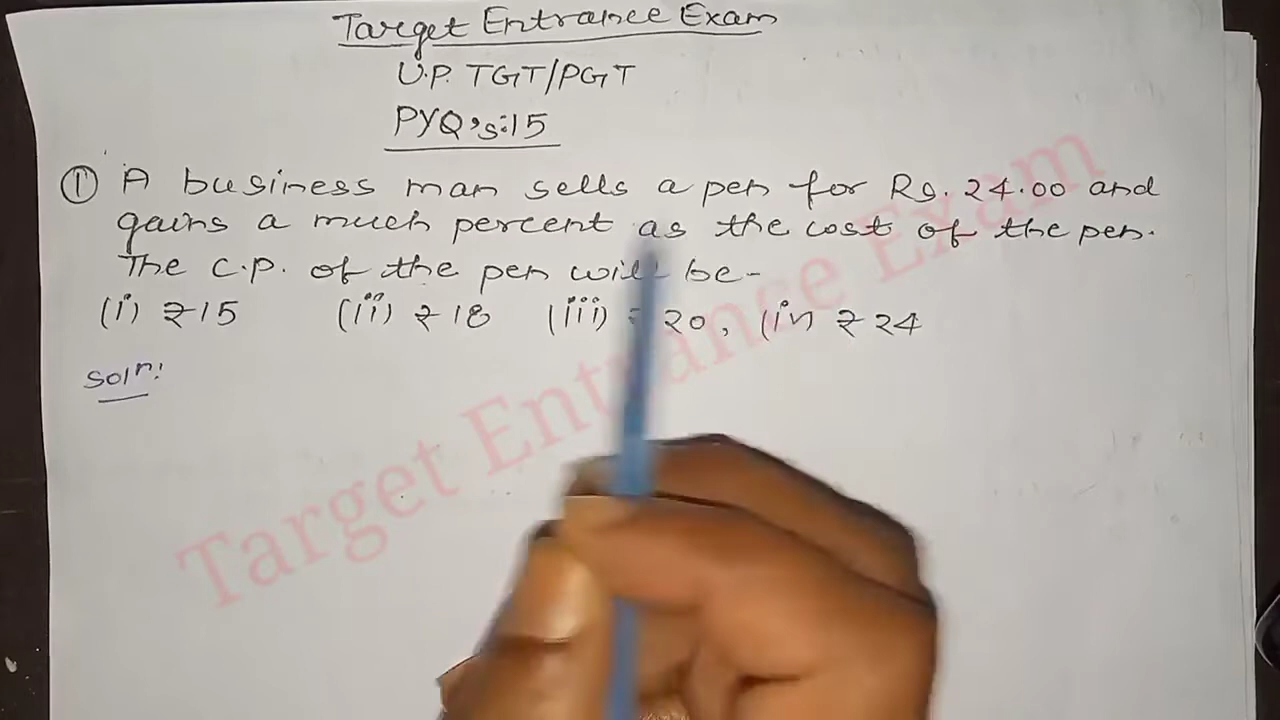 Target Entrance Exam
U.P. TGT/PGT
PYQ's:15
① A business man sells a pen for Rs. 24.00 and
gains a much percent as the cost of the pen.
The C.P. of the pen will be-
(i) ₹15 (ii) ₹18 (iii) ₹20, (iv) ₹24
Solⁿ:
Target Entrance Exam